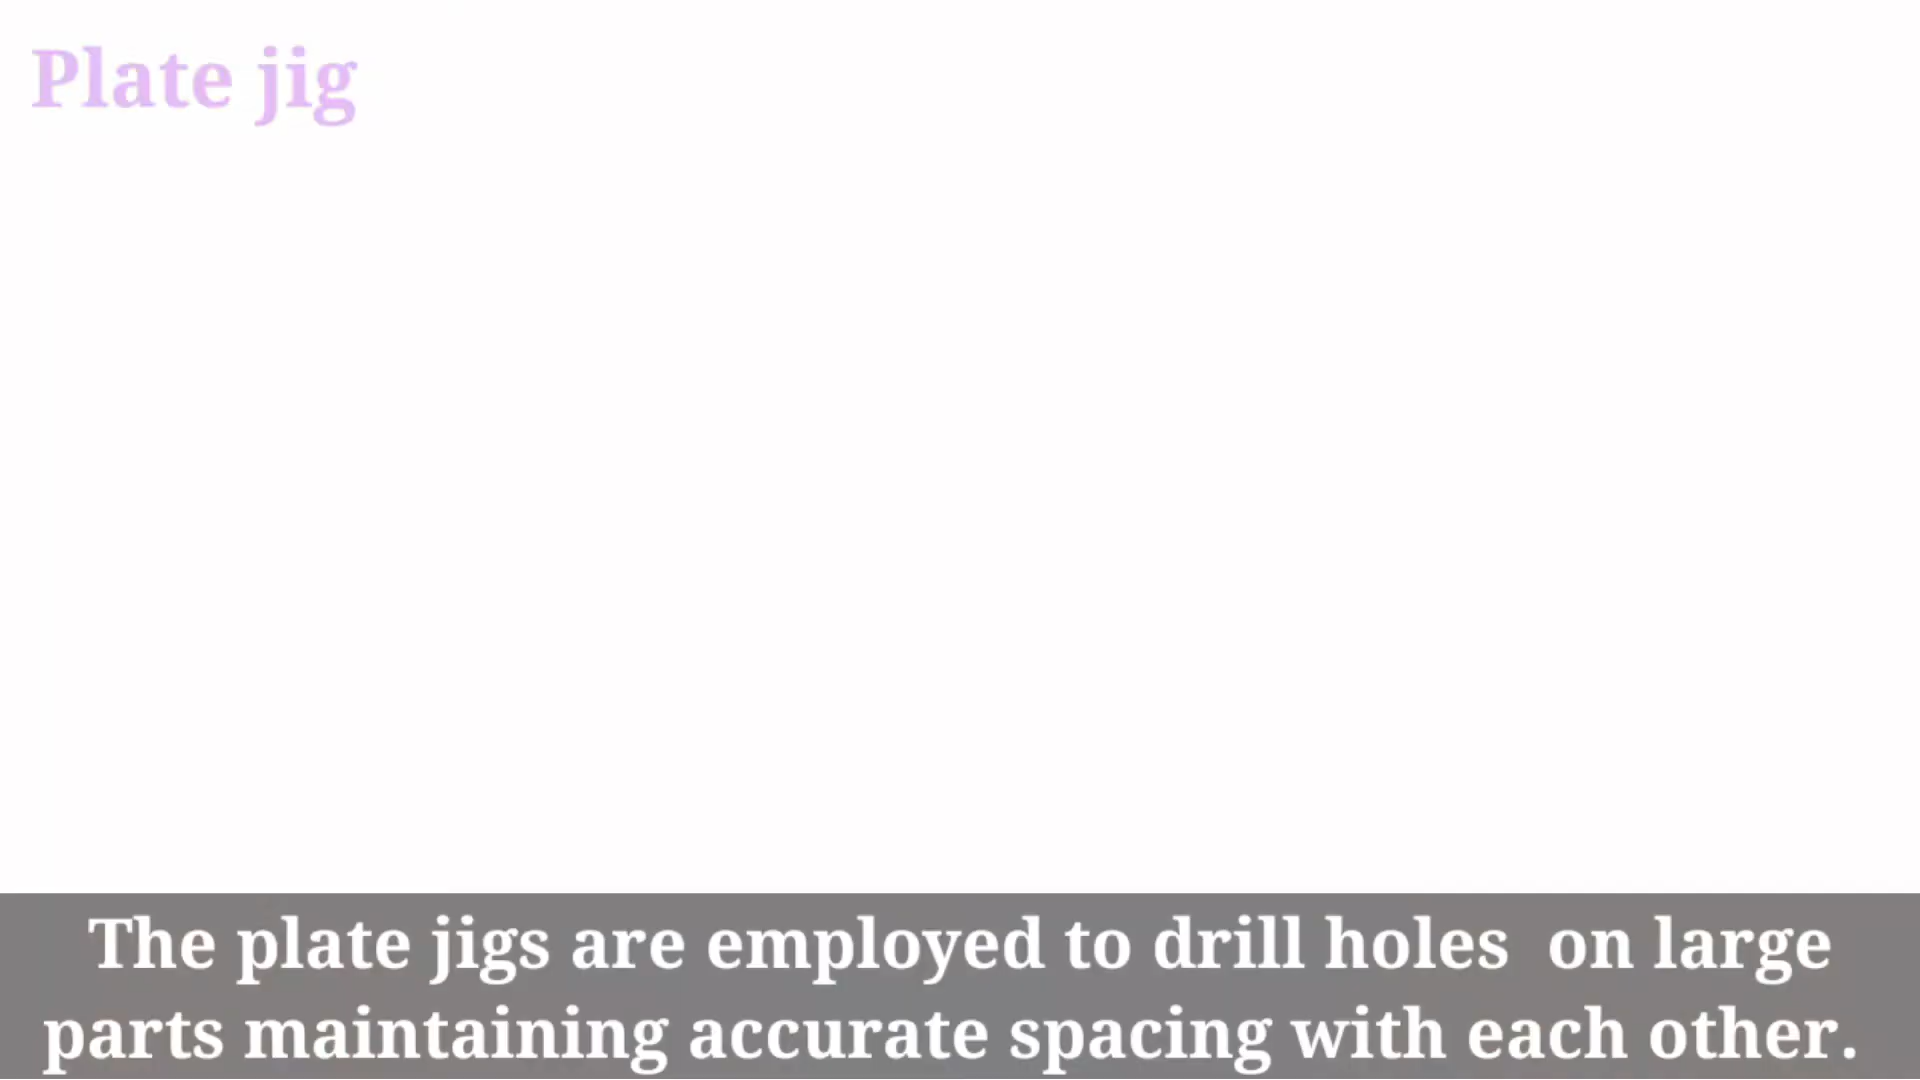 Plate jig
The plate jigs are employed to drill holes  on large
parts maintaining accurate spacing with each other.